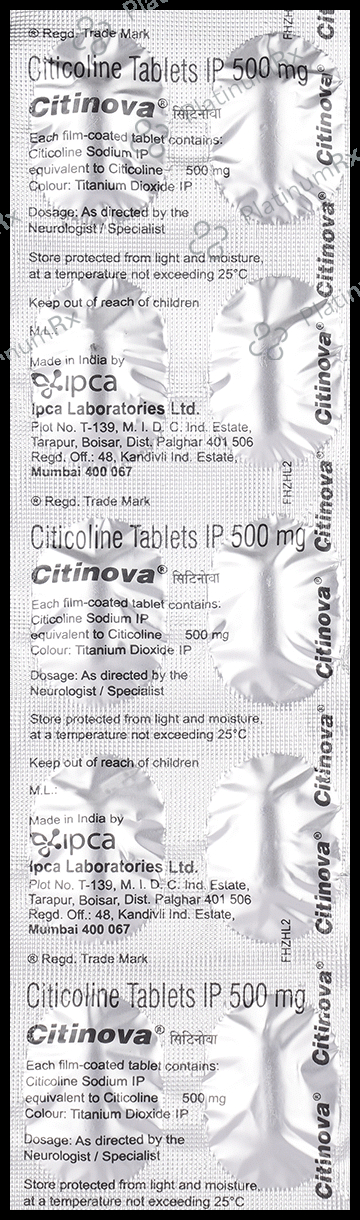 ® Regd. Trade Mark
Citicoline Tablets IP 500 mg
Citinova® सिटिनोवा
Each film-coated tablet contains:
Citicoline Sodium IP
equivalent to Citicoline 500 mg
Colour: Titanium Dioxide IP
Dosage: As directed by the
Neurologist / Specialist
Store protected from light and moisture,
at a temperature not exceeding 25°C
Keep out of reach of children
M.L.:
Made in India by
ipca
Ipca Laboratories Ltd.
Plot No. T-139, M. I. D. C. Ind. Estate,
Tarapur, Boisar, Dist. Palghar 401 506
Regd. Off.: 48, Kandivli Ind. Estate,
Mumbai 400 067
® Regd. Trade Mark
Citicoline Tablets IP 500 mg
Citinova® सिटिनोवा
Each film-coated tablet contains:
Citicoline Sodium IP
equivalent to Citicoline 500 mg
Colour: Titanium Dioxide IP
Dosage: As directed by the
Neurologist / Specialist
Store protected from light and moisture,
at a temperature not exceeding 25°C
Keep out of reach of children
M.L.:
Made in India by
ipca
Ipca Laboratories Ltd.
Plot No. T-139, M. I. D. C. Ind. Estate,
Tarapur, Boisar, Dist. Palghar 401 506
Regd. Off.: 48, Kandivli Ind. Estate,
Mumbai 400 067
® Regd. Trade Mark
Citicoline Tablets IP 500 mg
Citinova® सिटिनोवा
Each film-coated tablet contains:
Citicoline Sodium IP
equivalent to Citicoline 500 mg
Colour: Titanium Dioxide IP
Dosage: As directed by the
Neurologist / Specialist
Store protected from light and moisture,
at a temperature not exceeding 25°C
FHZHL2
FHZHL2
FHZHL2
Citinova®
Citinova®
Citinova®
Citinova®
Citinova®
Citinova®
Citinova®
Citinova®
Citinova®
PlatinumRx
PlatinumRx
PlatinumRx
PlatinumRx